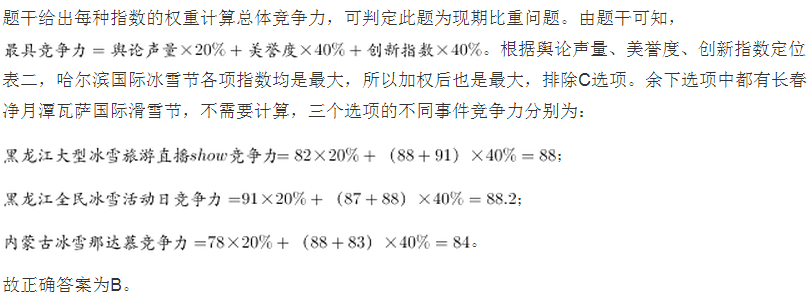 题干给出每种指数的权重计算总体竞争力，可判定此题为现期比重问题。由题干可知，
最具竞争力 = 舆论声量×20%+美誉度×40%+创新指数×40%。根据舆论声量、美誉度、创新指数定位
表二，哈尔滨国际冰雪节各项指数均是最大，所以加权后也是最大，排除C选项。余下选项中都有长春
净月潭瓦萨国际滑雪节，不需要计算，三个选项的不同事件竞争力分别为：
黑龙江大型冰雪旅游直播show竞争力= 82×20%+（88+91）×40%=88；
黑龙江全民冰雪活动日竞争力 =91×20%+（87+88）×40%=88.2；
内蒙古冰雪那达慕竞争力 =78×20%+（88+83）×40%=84。
故正确答案为B。